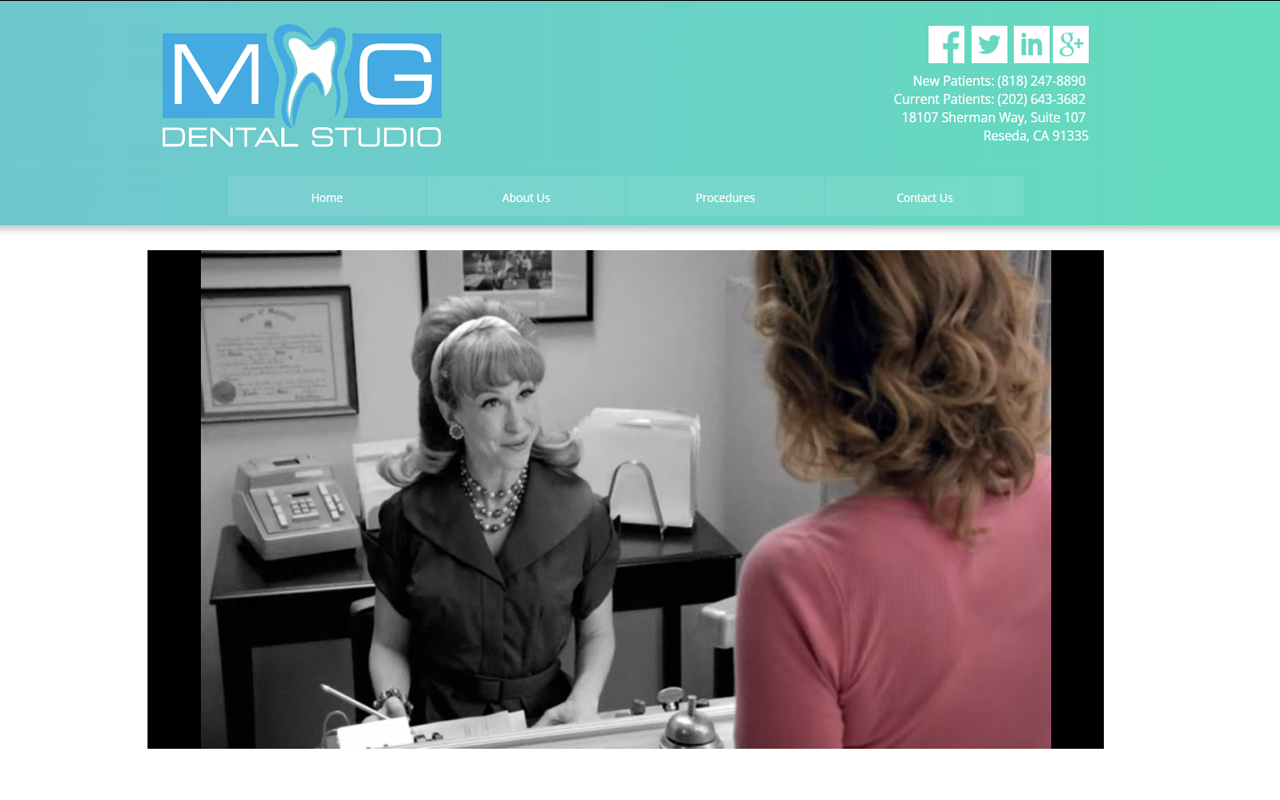 MG
DENTAL STUDIO
New Patients: (818) 247-8890
Current Patients: (202) 643-3682
18107 Sherman Way, Suite 107
Reseda, CA 91335
Home
About Us
Procedures
Contact Us